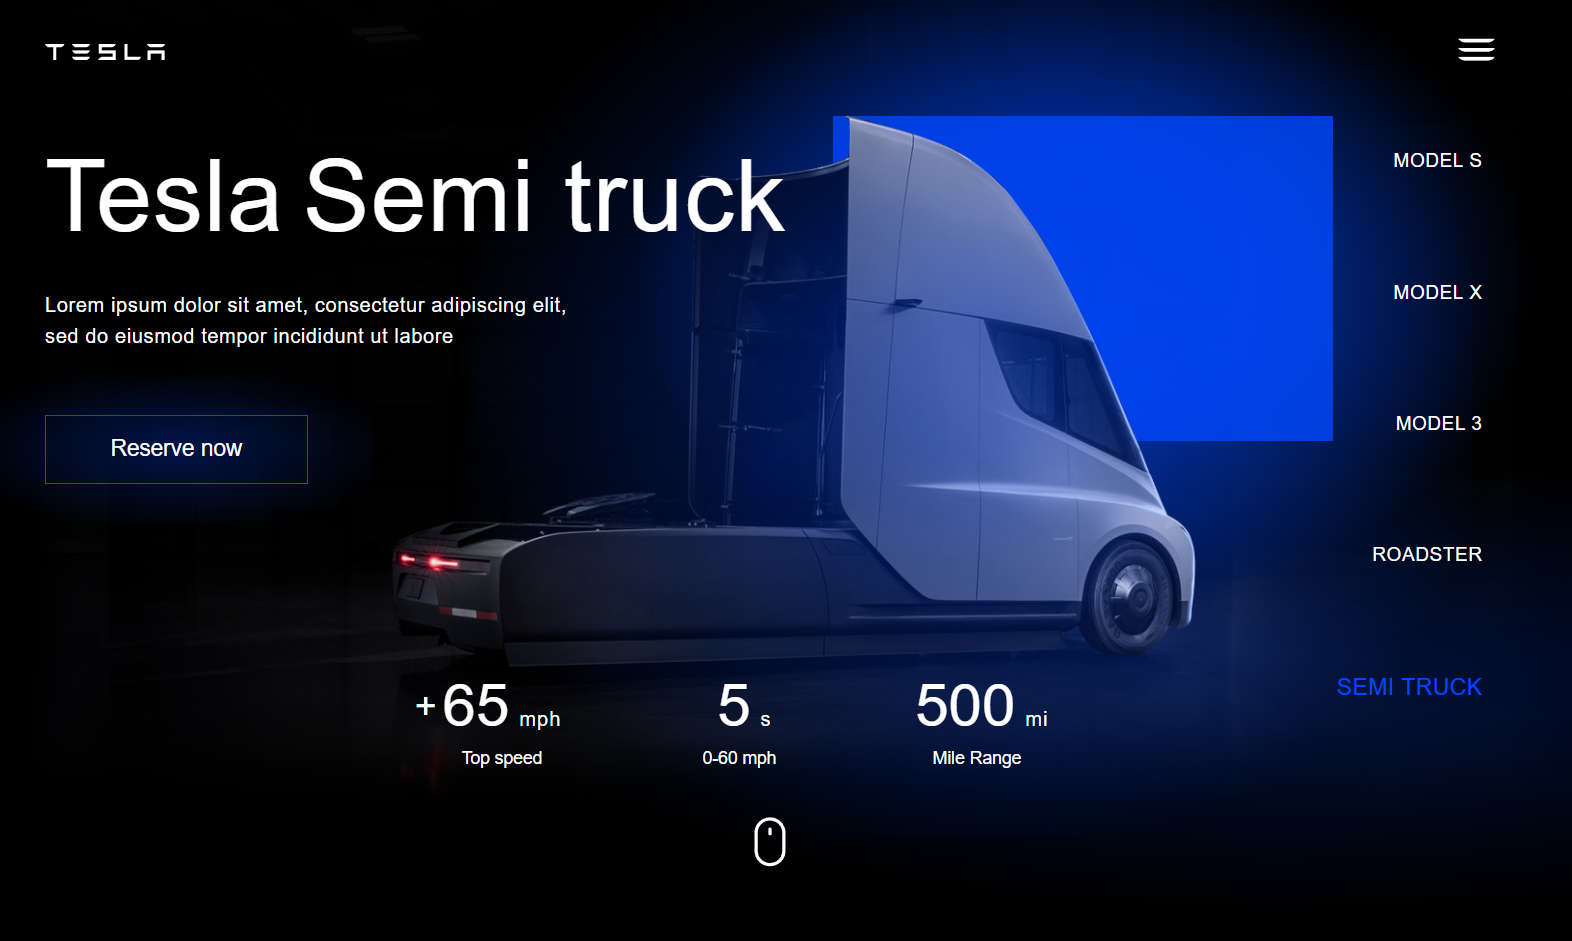 TESLA
Tesla Semi truck
Lorem ipsum dolor sit amet, consectetur adipiscing elit,
sed do eiusmod tempor incididunt ut labore
Reserve now
MODEL S
MODEL X
MODEL 3
ROADSTER
SEMI TRUCK
+65 mph
Top speed
5 s
0-60 mph
500 mi
Mile Range